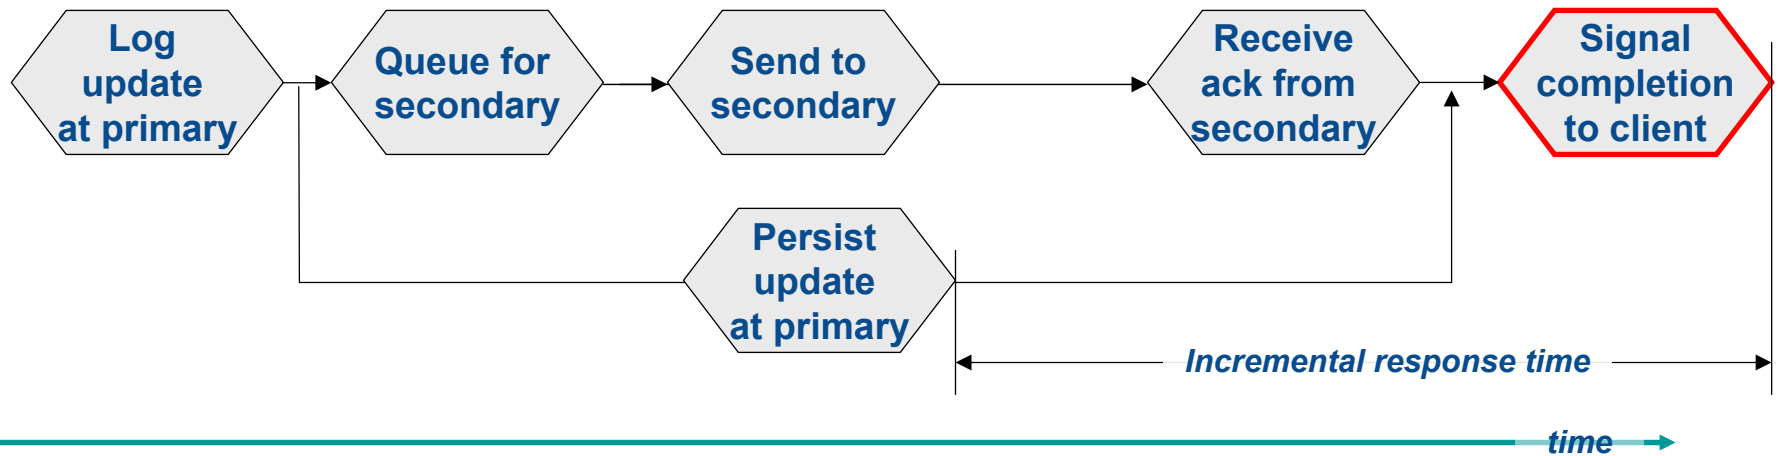 Log
update
at primary
Queue for
secondary
Send to
secondary
Receive
ack from
secondary
Signal
completion
to client
Persist
update
at primary
Incremental response time
time